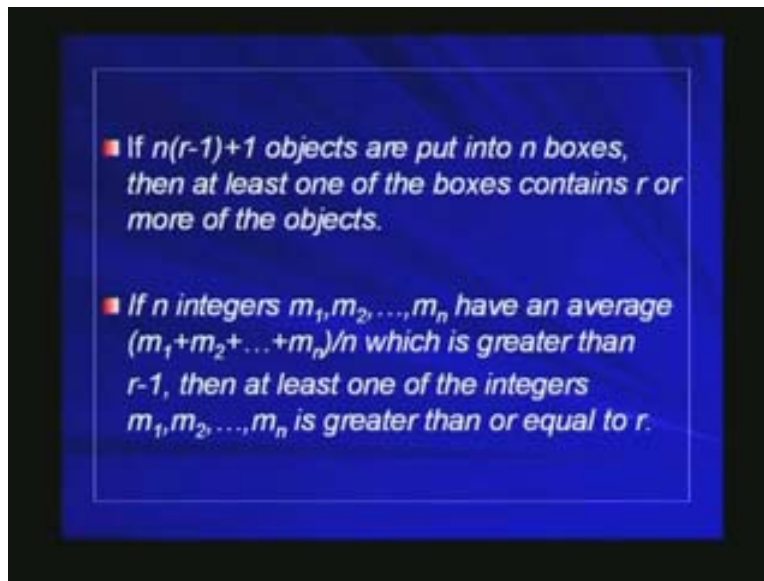 If n(r-1)+1 objects are put into n boxes,
then at least one of the boxes contains r or
more of the objects.
If n integers m₁,m₂,...,mₙ have an average
(m₁+m₂+...+mₙ)/n which is greater than
r-1, then at least one of the integers
m₁,m₂,...,mₙ is greater than or equal to r.